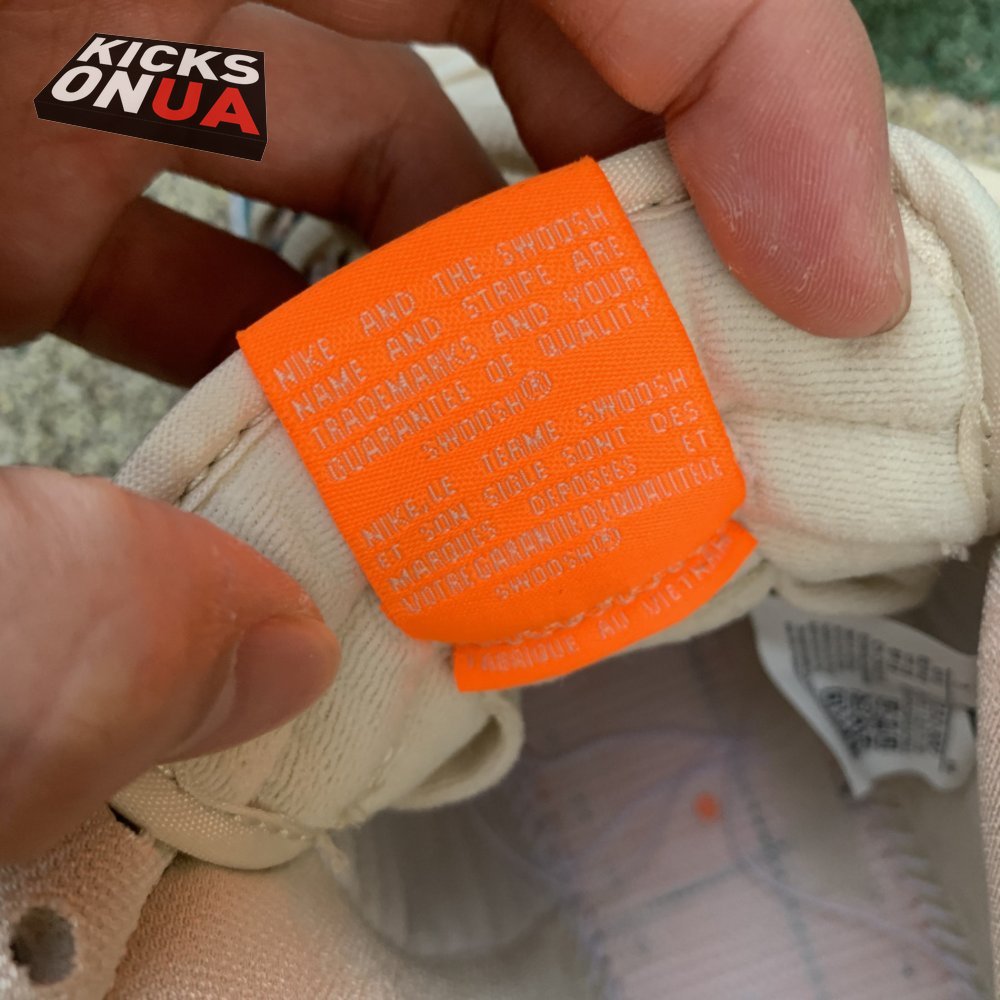 KICKS
ONUA
NIKE AND THE SWOOSH
NAME AND STRIPE ARE
TRADEMARKS AND YOUR
GUARANTEE OF QUALITY
SWOOSH®
NIKE, LE TERME SWOOSH
ET SON SIGLE SONT DES
MARQUES DEPOSEES ET
VOTREGARANTIEDEQUALITELE
SWOOSH®
FABRIQUE AU VIETNAM